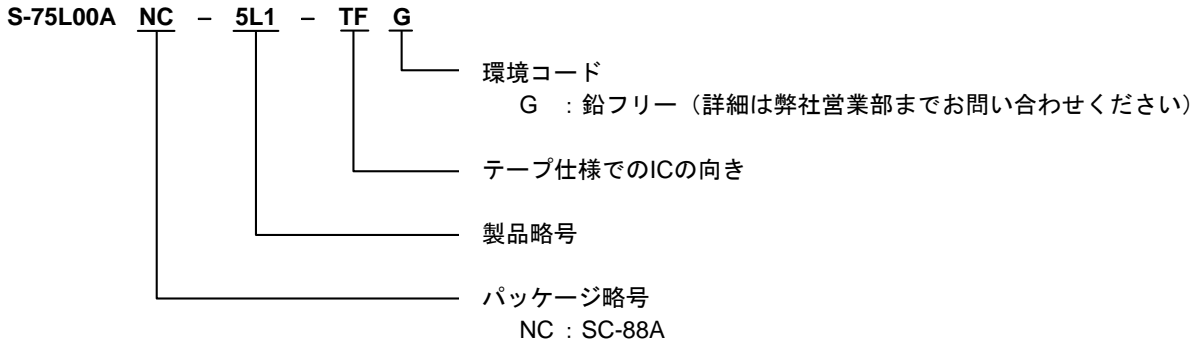 S-75L00A NC – 5L1 – TF G
環境コード
G ：鉛フリー（詳細は弊社営業部までお問い合わせください）
テープ仕様でのICの向き
製品略号
パッケージ略号
NC：SC-88A